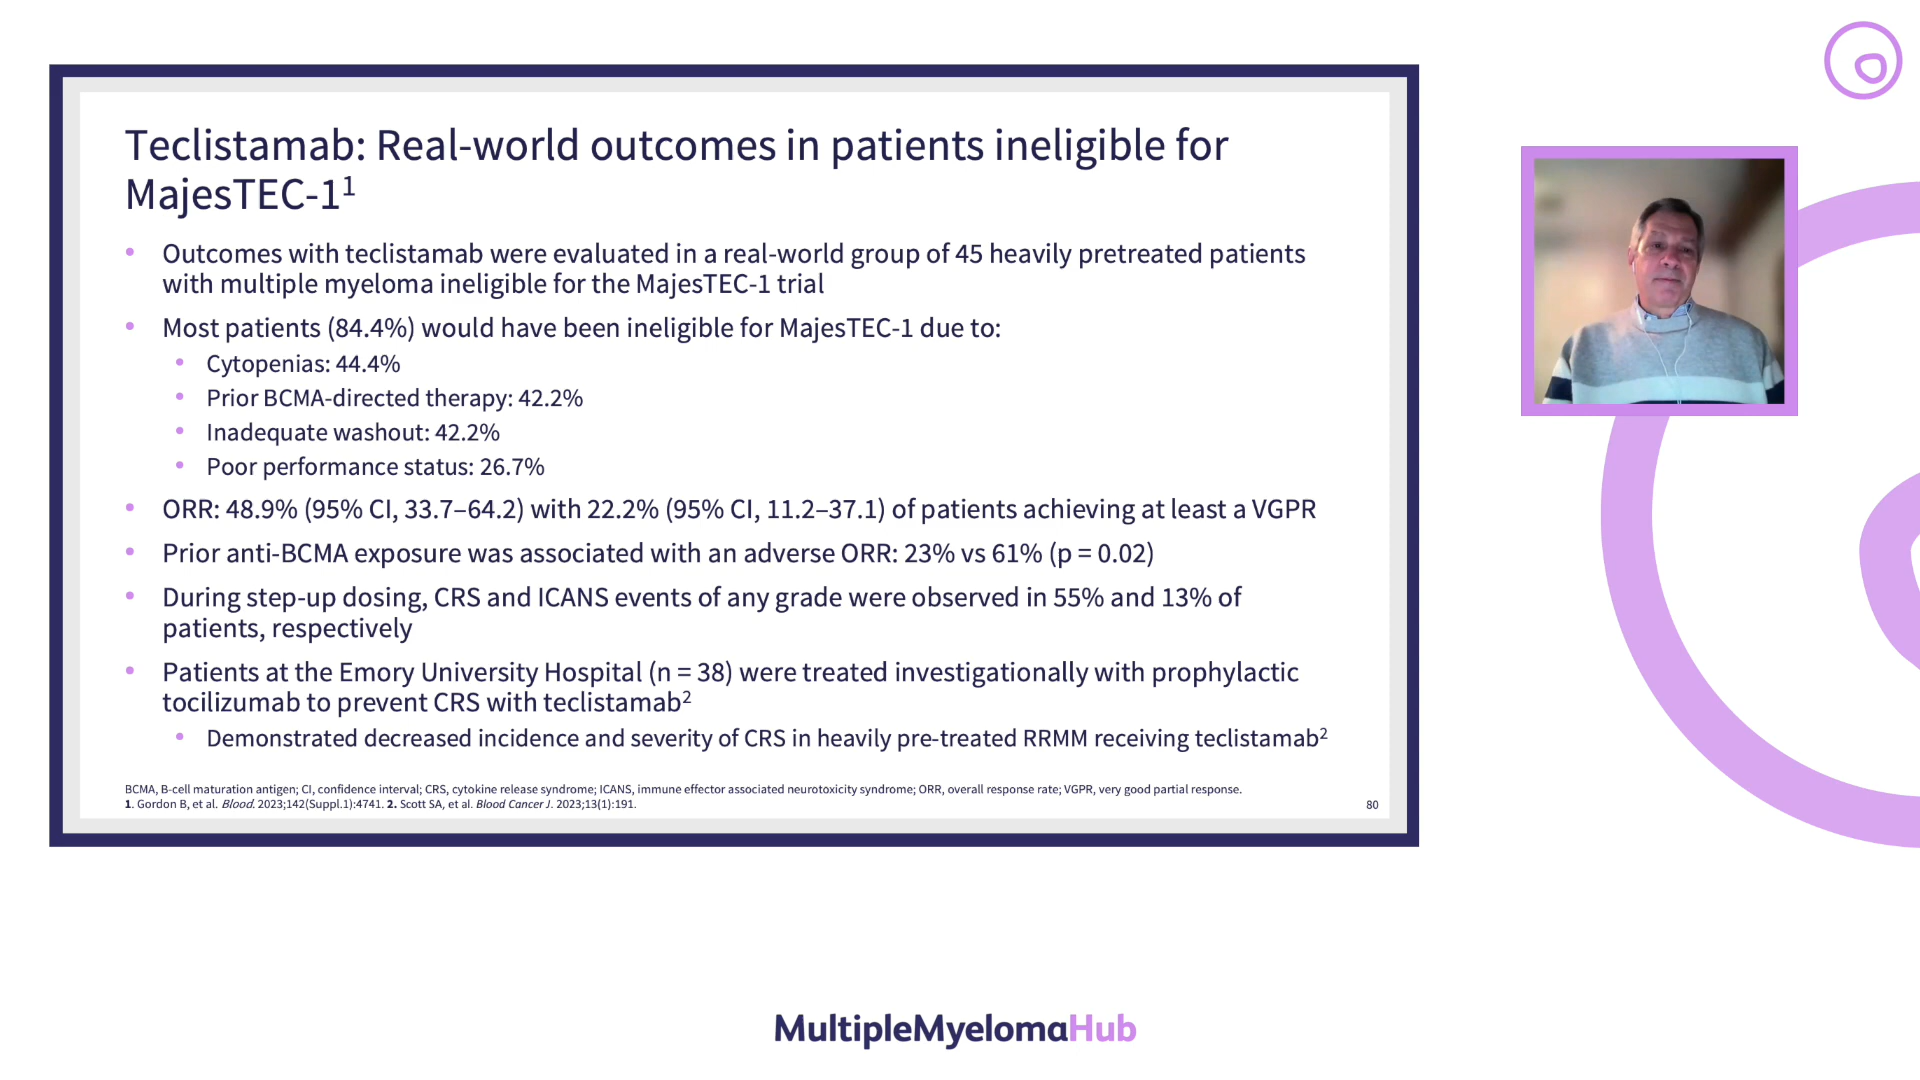 Teclistamab: Real-world outcomes in patients ineligible for
MajesTEC-1¹
• Outcomes with teclistamab were evaluated in a real-world group of 45 heavily pretreated patients
with multiple myeloma ineligible for the MajesTEC-1 trial
• Most patients (84.4%) would have been ineligible for MajesTEC-1 due to:
• Cytopenias: 44.4%
• Prior BCMA-directed therapy: 42.2%
• Inadequate washout: 42.2%
• Poor performance status: 26.7%
• ORR: 48.9% (95% CI, 33.7–64.2) with 22.2% (95% CI, 11.2–37.1) of patients achieving at least a VGPR
• Prior anti-BCMA exposure was associated with an adverse ORR: 23% vs 61% (p = 0.02)
• During step-up dosing, CRS and ICANS events of any grade were observed in 55% and 13% of
patients, respectively
• Patients at the Emory University Hospital (n = 38) were treated investigationally with prophylactic
tocilizumab to prevent CRS with teclistamab²
• Demonstrated decreased incidence and severity of CRS in heavily pre-treated RRMM receiving teclistamab²
BCMA, B-cell maturation antigen; CI, confidence interval; CRS, cytokine release syndrome; ICANS, immune effector associated neurotoxicity syndrome; ORR, overall response rate; VGPR, very good partial response.
1. Gordon B, et al. Blood. 2023;142(Suppl.1):4741. 2. Scott SA, et al. Blood Cancer J. 2023;13(1):191.
80
MultipleMyelomaHub